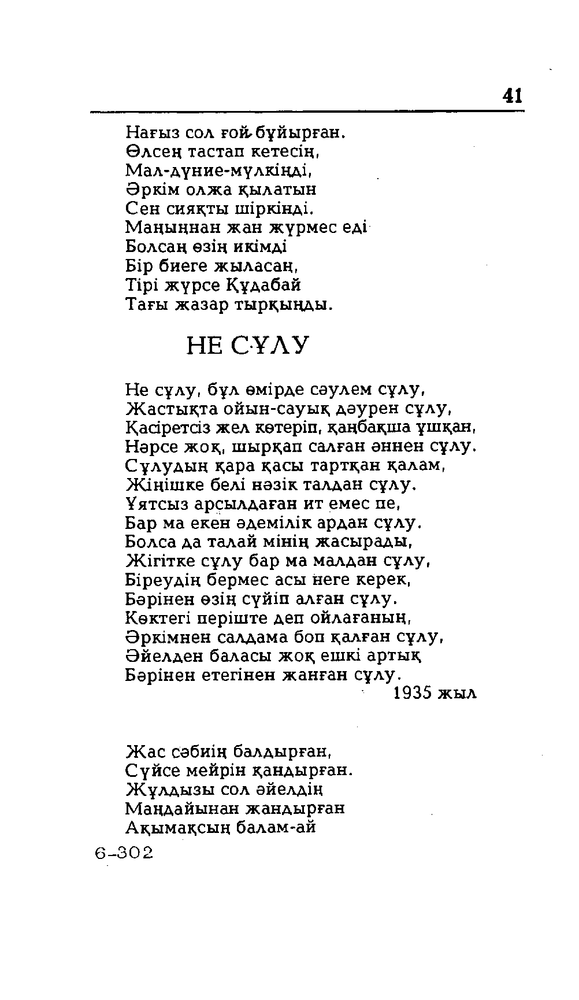 41
Нағыз сол ғой бұйырған.
Өлсең тастап кетесің,
Мал-дүние-мүлкіңді,
Әркім олжа қылатын
Сен сияқты шіркінді.
Маңыңнан жан жүрмес еді
Болсаң өзің икімді
Бір биеге жыласаң,
Тірі жүрсе Құдабай
Тағы жазар тырқыңды.
НЕ СҰЛУ
Не сұлу, бұл өмірде сәулем сұлу,
Жастықта ойын-сауық дәурен сұлу,
Қасіретсіз жел көтеріп, қаңбақша ұшқан,
Нәрсе жоқ, шырқап салған әннен сұлу.
Сұлудың қара қасы тартқан қалам,
Жіңішке белі нәзік талдан сұлу.
Ұятсыз арсылдаған ит емес пе,
Бар ма екен әдемілік ардан сұлу.
Болса да талай мінің жасырады,
Жігітке сұлу бар ма малдан сұлу,
Біреудің бермес асы неге керек,
Бәрінен өзің сүйіп алған сұлу.
Көктегі періште деп ойлағаның,
Әркімнен салдама боп қалған сұлу,
Әйелден баласы жоқ ешкі артық
Бәрінен етегінен жанған сұлу.
1935 жыл
Жас сәбиің балдырған,
Сүйсе мейрін қандырған.
Жұлдызы сол әйелдің
Маңдайынан жандырған
Ақымақсың балам-ай
6-302